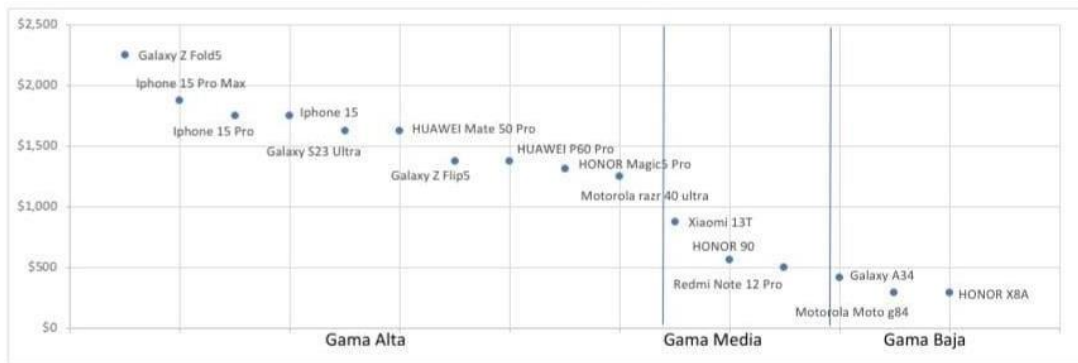 $2,500
Galaxy Z Fold5
$2,000
Iphone 15 Pro Max
Iphone 15 Pro
Iphone 15
$1,500
Galaxy S23 Ultra
HUAWEI Mate 50 Pro
Galaxy Z Flip5
HUAWEI P60 Pro
HONOR Magic5 Pro
Motorola razr 40 ultra
$1,000
Xiaomi 13T
HONOR 90
$500
Redmi Note 12 Pro
Galaxy A34
Motorola Moto g84
HONOR X8A
$0
Gama Alta
Gama Media
Gama Baja